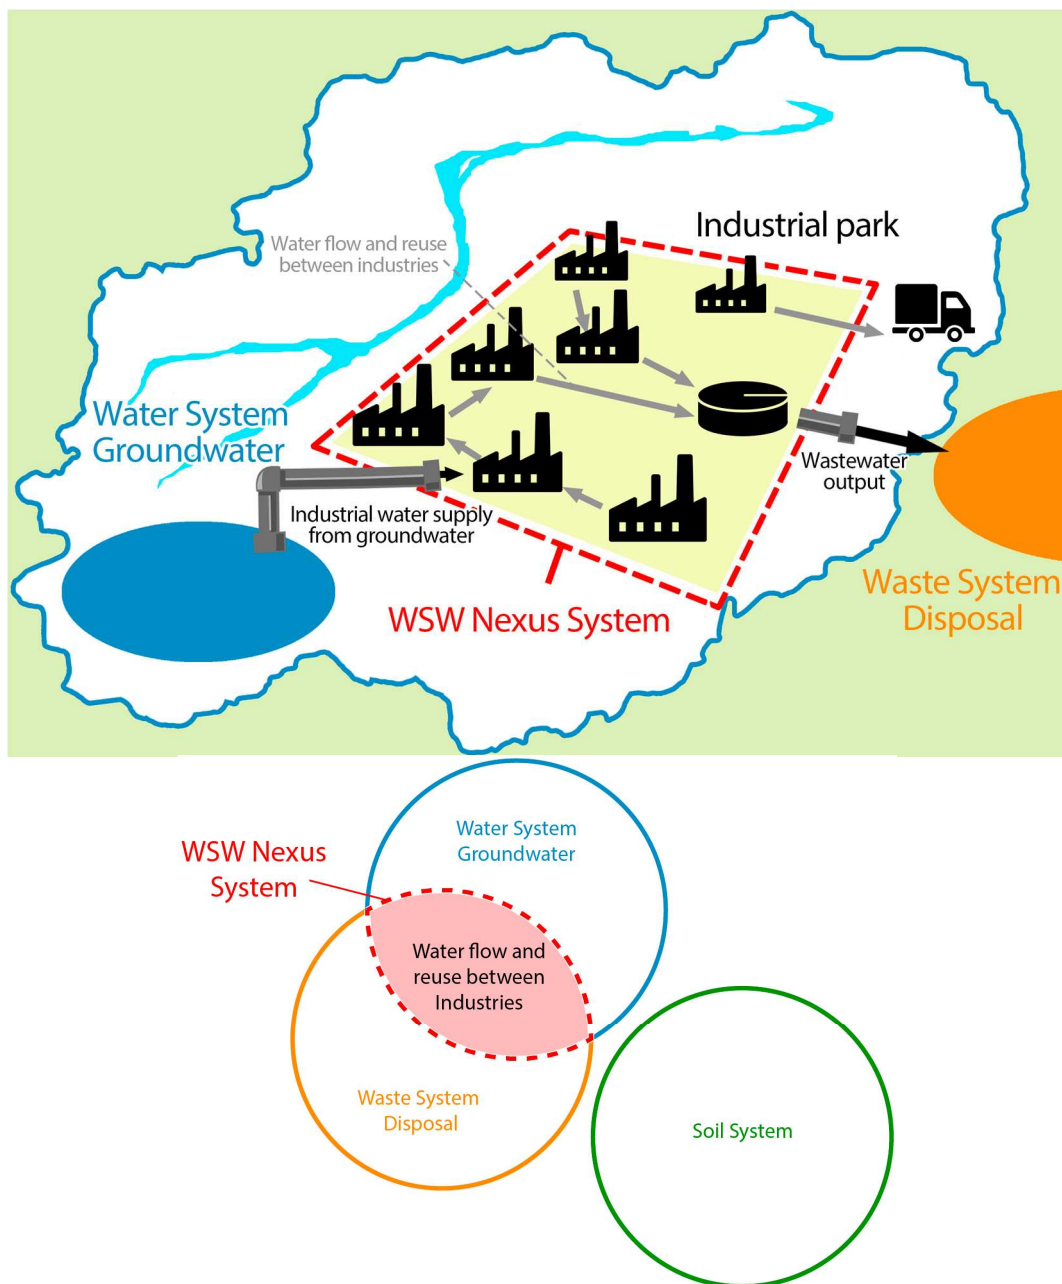 Industrial park
Water flow and reuse
between industries
Water System
Groundwater
Wastewater
output
Industrial water supply
from groundwater
Waste System
Disposal
WSW Nexus System
Water System
Groundwater
WSW Nexus
System
Water flow and
reuse between
Industries
Waste System
Disposal
Soil System